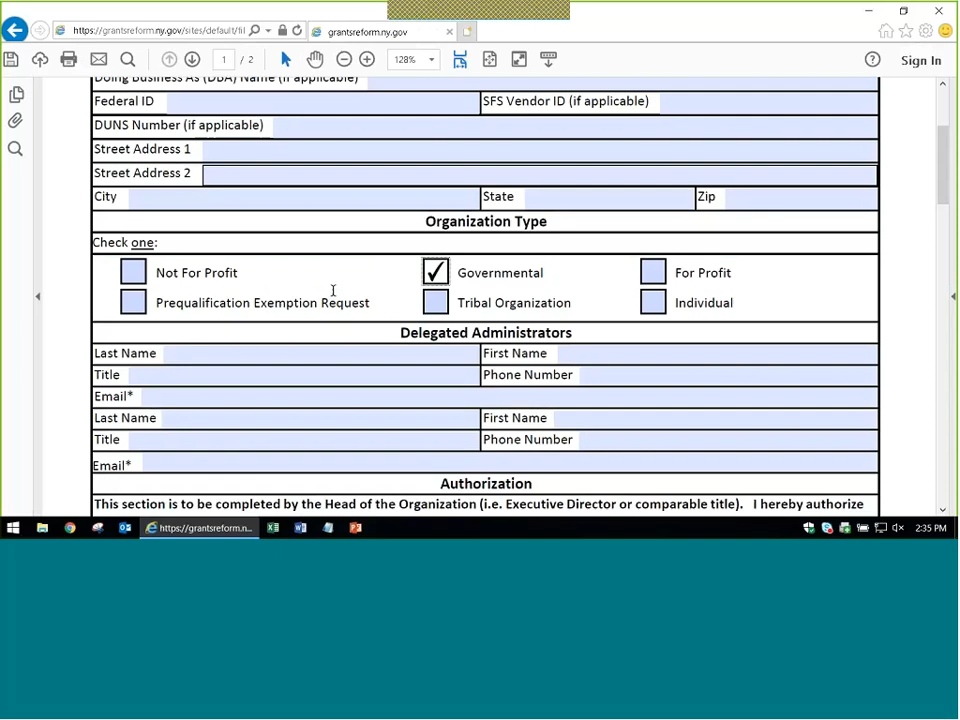 https://grantsreform.ny.gov/sites/default/fil
grantsreform.ny.gov
1 / 2
128%
Sign In
Doing Business As (DBA) Name (if applicable)
Federal ID
SFS Vendor ID (if applicable)
DUNS Number (if applicable)
Street Address 1
Street Address 2
City
State
Zip
Organization Type
Check one:
Not For Profit
Governmental
For Profit
Prequalification Exemption Request
Tribal Organization
Individual
Delegated Administrators
Last Name
First Name
Title
Phone Number
Email*
Last Name
First Name
Title
Phone Number
Email*
Authorization
This section is to be completed by the Head of the Organization (i.e. Executive Director or comparable title). I hereby authorize
https://grantsreform.n...
2:35 PM